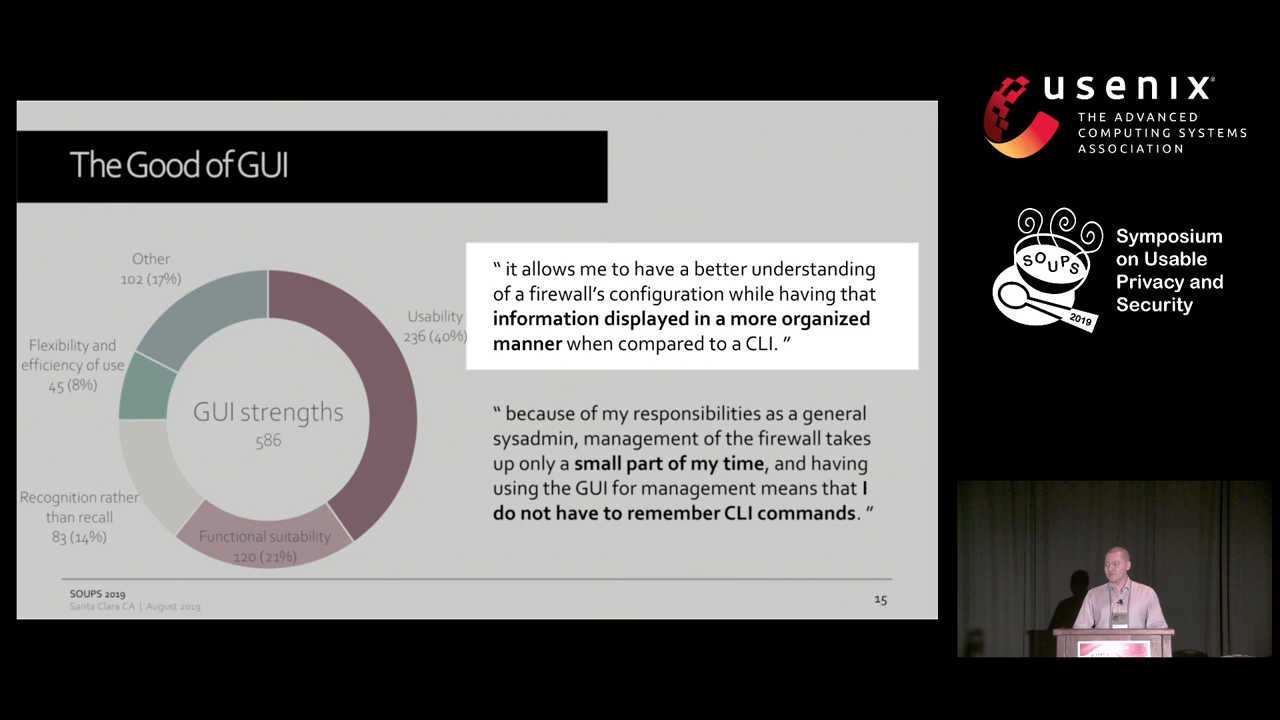 The Good of GUI
Other
102 (17%)
Usability
236 (40%)
Flexibility and
efficiency of use
45 (8%)
GUI strengths
586
Recognition rather
than recall
83 (14%)
Functional suitability
120 (21%)
“ it allows me to have a better understanding
of a firewall’s configuration while having that
information displayed in a more organized
manner when compared to a CLI. ”
“ because of my responsibilities as a general
sysadmin, management of the firewall takes
up only a small part of my time, and having
using the GUI for management means that I
do not have to remember CLI commands. ”
SOUPS 2019
Santa Clara CA | August 2019
15
usenix
THE ADVANCED
COMPUTING SYSTEMS
ASSOCIATION
SOUPS
2019
Symposium
on Usable
Privacy and
Security